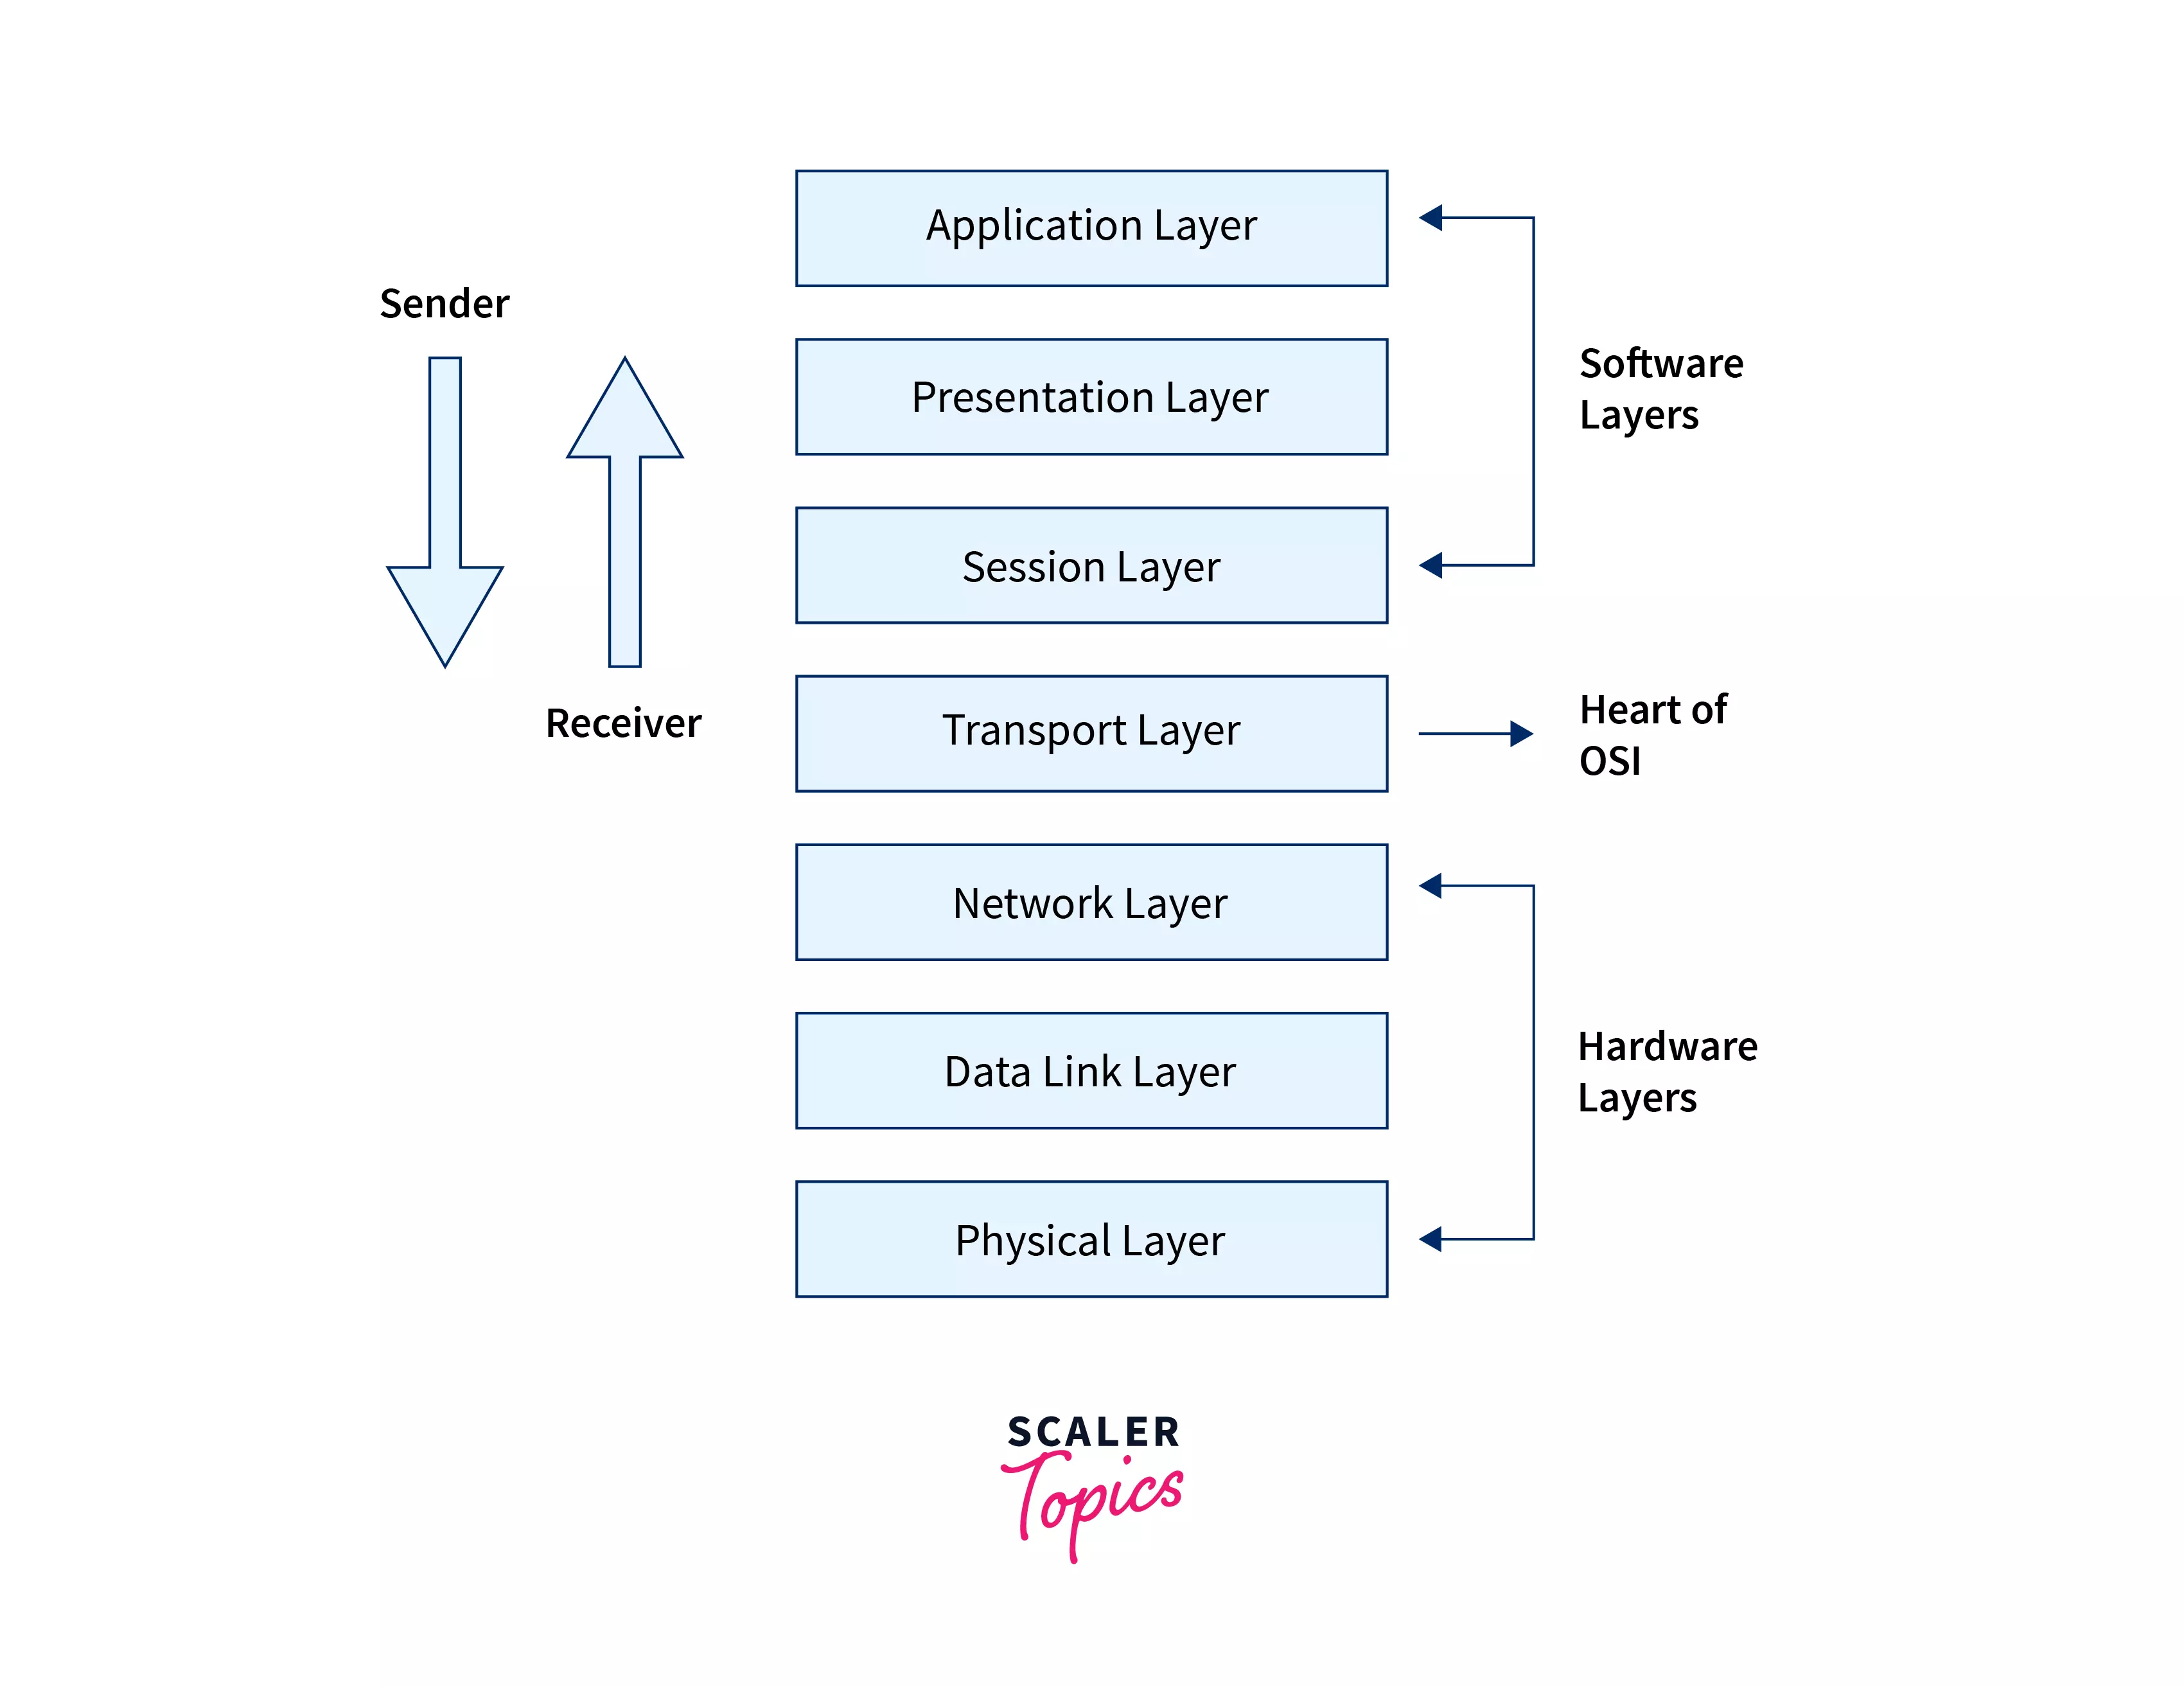 Application Layer
Sender
Presentation Layer
Software
Layers
Session Layer
Receiver
Transport Layer
Heart of
OSI
Network Layer
Data Link Layer
Hardware
Layers
Physical Layer
SCALER
Topics